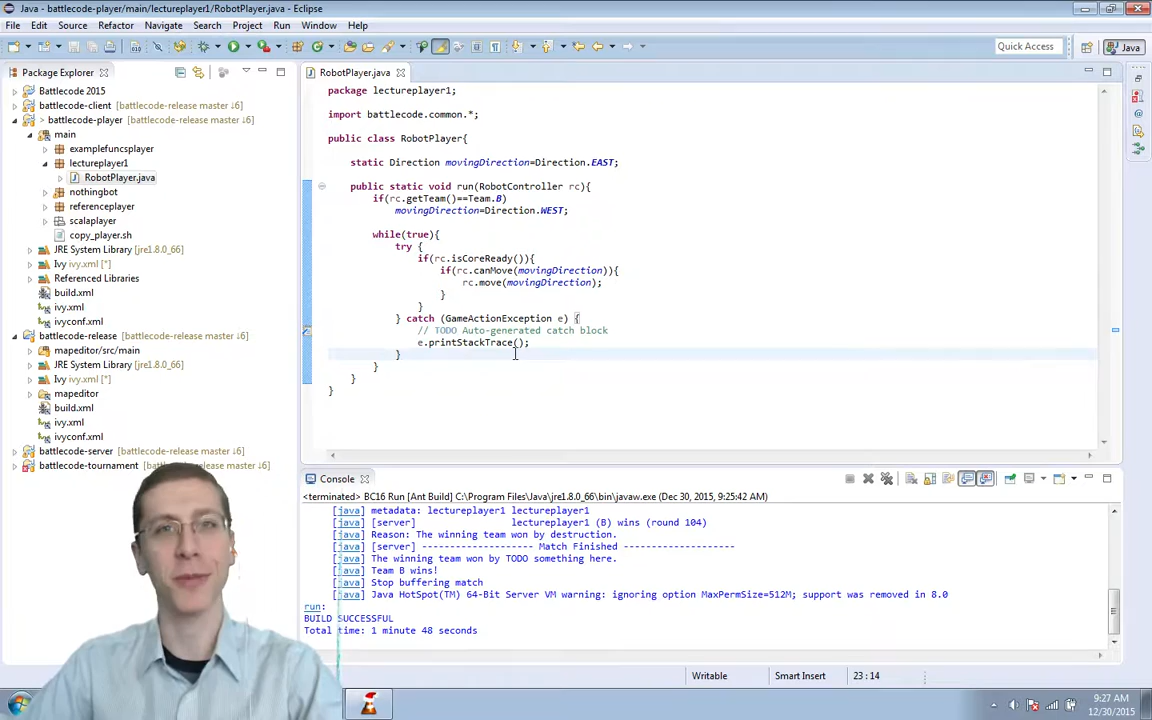 Java - battlecode-player/main/lectureplayer1/RobotPlayer.java - Eclipse
File Edit Source Refactor Navigate Search Project Run Window Help
Quick Access
Java
Package Explorer
RobotPlayer.java
Battlecode 2015
battlecode-client (battlecode-release master ↓6)
> battlecode-player (battlecode-release master ↓6)
main
examplefuncsplayer
lectureplayer1
RobotPlayer.java
nothingbot
referenceplayer
scalaplayer
copy_player.sh
JRE System Library [jre1.8.0_66]
Ivy ivy.xml [*]
Referenced Libraries
build.xml
ivy.xml
ivyconf.xml
battlecode-release (battlecode-release master ↓6)
mapeditor/src/main
JRE System Library [jre1.8.0_66]
Ivy ivy.xml [*]
mapeditor
build.xml
ivy.xml
ivyconf.xml
battlecode-server (battlecode-release master ↓6)
battlecode-tournament (battlecode-release master ↓6)
package lectureplayer1;
import battlecode.common.*;
public class RobotPlayer{
static Direction movingDirection=Direction.EAST;
public static void run(RobotController rc){
if(rc.getTeam()==Team.B)
movingDirection=Direction.WEST;
while(true){
try {
if(rc.isCoreReady()){
if(rc.canMove(movingDirection)){
rc.move(movingDirection);
}
}
} catch (GameActionException e) {
// TODO Auto-generated catch block
e.printStackTrace();
}
}
}
}
Console
<terminated> BC16 Run [Ant Build] C:\Program Files\Java\jre1.8.0_66\bin\javaw.exe (Dec 30, 2015, 9:25:42 AM)
[java] metadata: lectureplayer1 lectureplayer1
[java] [server] lectureplayer1 (B) wins (round 104)
[java] Reason: The winning team won by destruction.
[java] [server] -------------------- Match Finished --------------------
[java] The winning team won by TODO something here.
[java] Team B wins!
[java] Stop buffering match
[java] Java HotSpot(TM) 64-Bit Server VM warning: ignoring option MaxPermSize=512M; support was removed in 8.0
run:
BUILD SUCCESSFUL
Total time: 1 minute 48 seconds
Writable Smart Insert 23 : 14
9:27 AM
12/30/2015